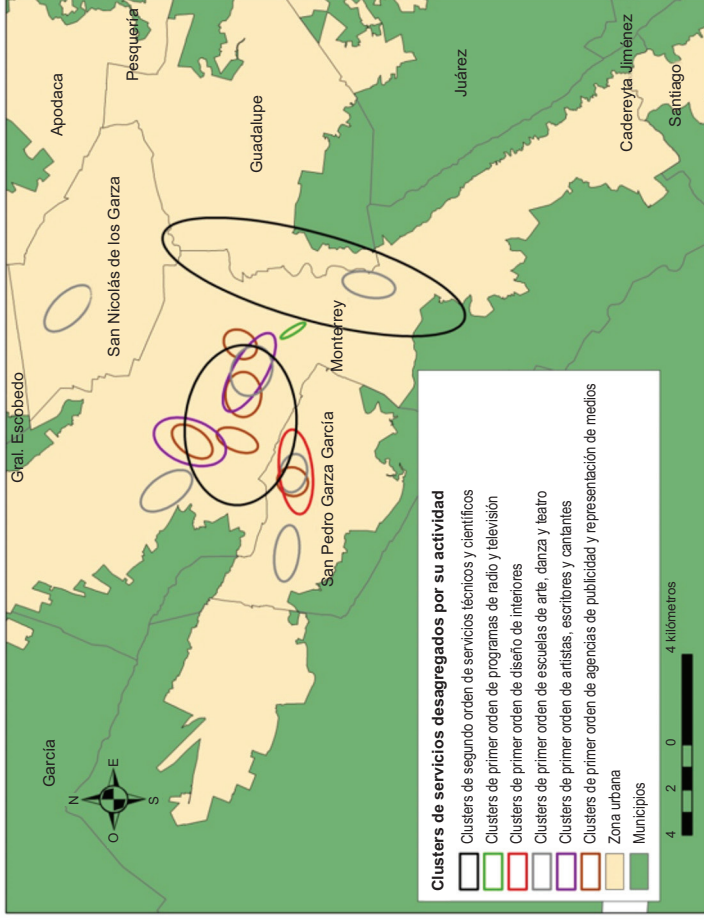 Gral. Escobedo
Apodaca
Pesquería
San Nicolás de los Garza
Guadalupe
García
Juárez
Monterrey
San Pedro Garza García
Cadereyta Jiménez
Santiago
N
O
E
S
Clusters de servicios desagregados por su actividad
Clusters de segundo orden de servicios técnicos y científicos
Clusters de primer orden de programas de radio y televisión
Clusters de primer orden de diseño de interiores
Clusters de primer orden de escuelas de arte, danza y teatro
Clusters de primer orden de artistas, escritores y cantantes
Clusters de primer orden de agencias de publicidad y representación de medios
Zona urbana
Municipios
4 2 0 4 kilómetros